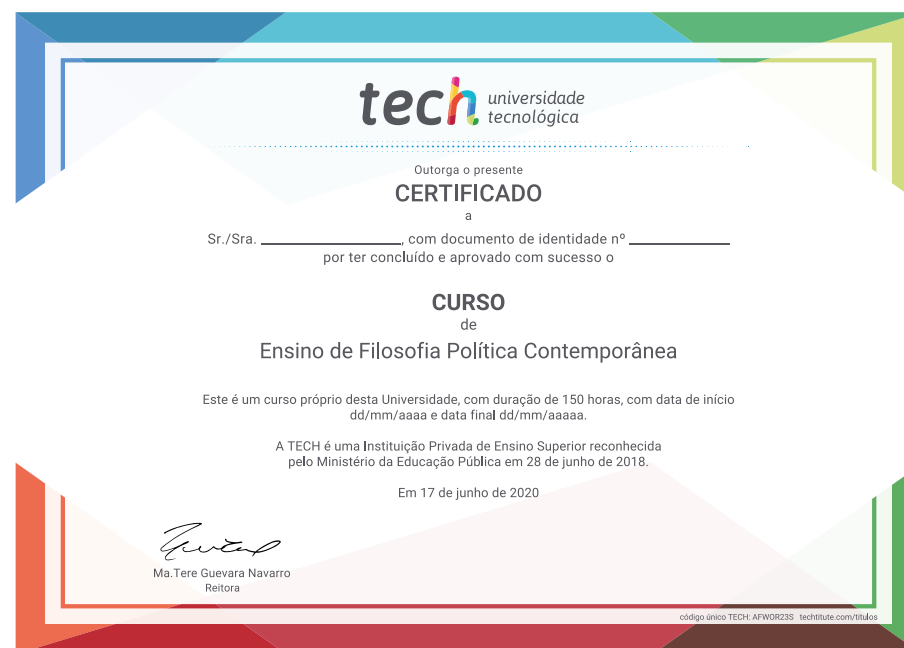 tech universidade
tecnológica
Outorga o presente
CERTIFICADO
a
Sr./Sra. ____________________, com documento de identidade nº ______________
por ter concluído e aprovado com sucesso o
CURSO
de
Ensino de Filosofia Política Contemporânea
Este é um curso próprio desta Universidade, com duração de 150 horas, com data de início
dd/mm/aaaa e data final dd/mm/aaaaa.
A TECH é uma Instituição Privada de Ensino Superior reconhecida
pelo Ministério da Educação Pública em 28 de junho de 2018.
Em 17 de junho de 2020
Ma.Tere Guevara Navarro
Reitora
código único TECH: AFWOR23S techtitute.com/titulos